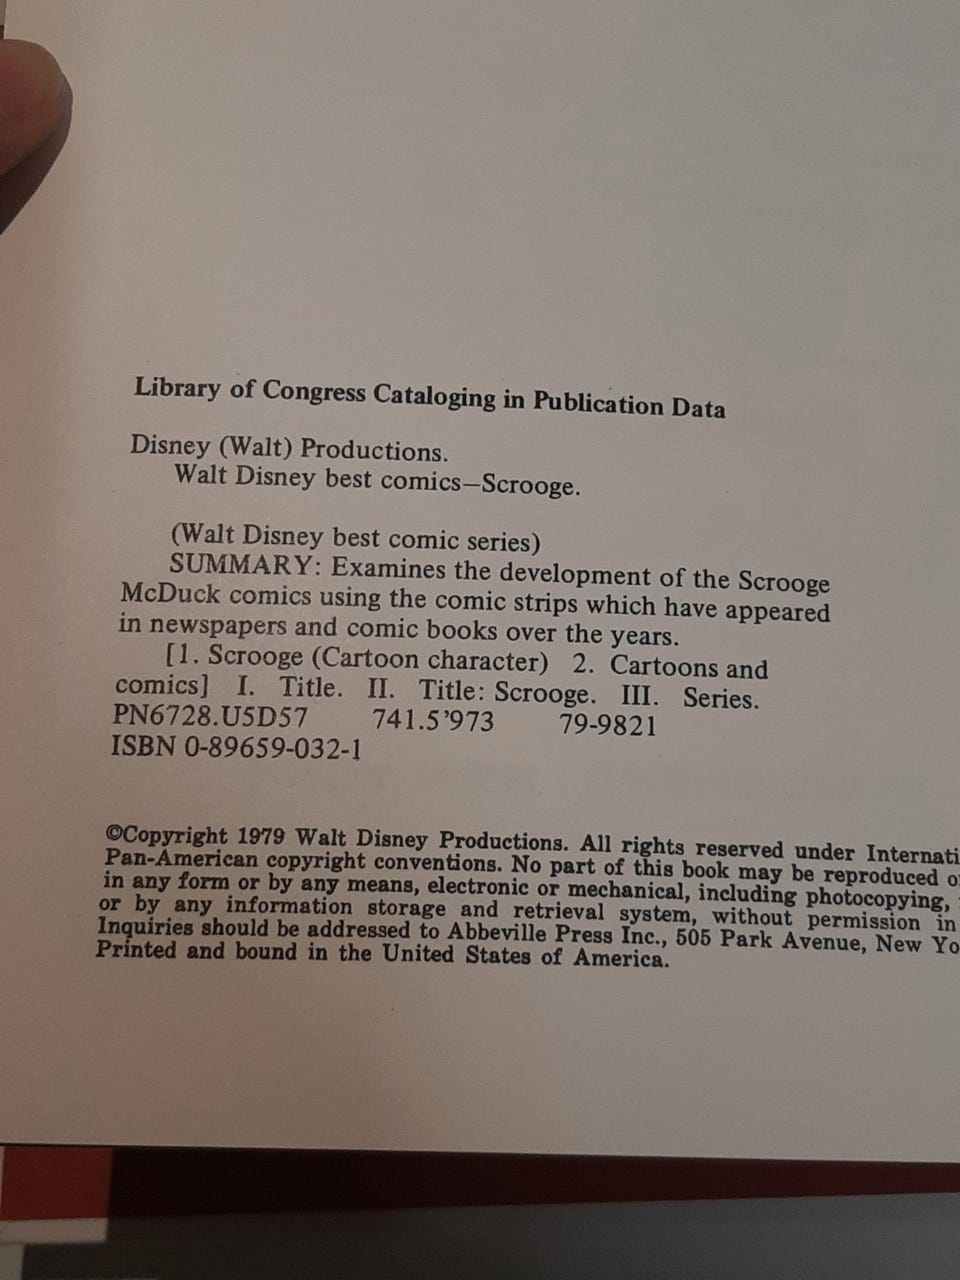 Library of Congress Cataloging in Publication Data
Disney (Walt) Productions.
Walt Disney best comics—Scrooge.
(Walt Disney best comic series)
SUMMARY: Examines the development of the Scrooge
McDuck comics using the comic strips which have appeared
in newspapers and comic books over the years.
[1. Scrooge (Cartoon character) 2. Cartoons and
comics] I. Title. II. Title: Scrooge. III. Series.
PN6728.U5D57 741.5'973 79-9821
ISBN 0-89659-032-1
©Copyright 1979 Walt Disney Productions. All rights reserved under Internati
Pan-American copyright conventions. No part of this book may be reproduced o
in any form or by any means, electronic or mechanical, including photocopying,
or by any information storage and retrieval system, without permission in
Inquiries should be addressed to Abbeville Press Inc., 505 Park Avenue, New Yo
Printed and bound in the United States of America.